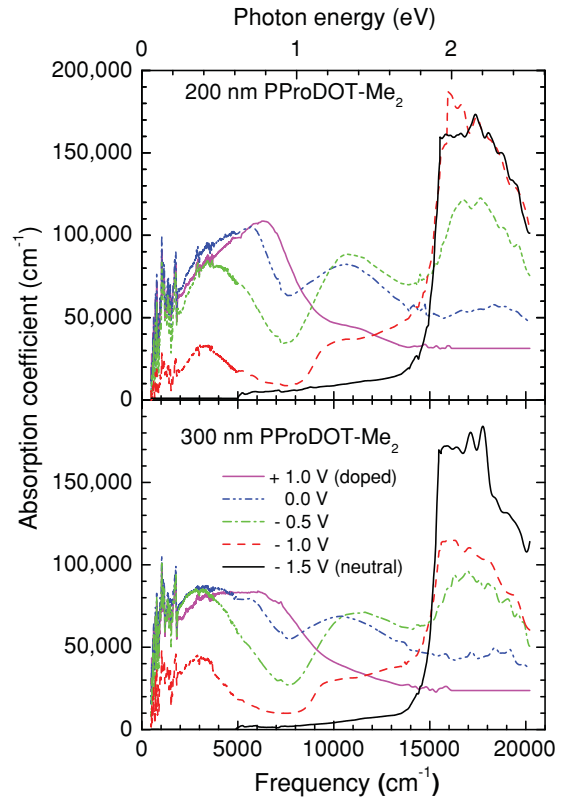 Photon energy (eV)
0 1 2
200,000
200 nm PProDOT-Me₂
150,000
100,000
50,000
0
Absorption coefficient (cm⁻¹)
300 nm PProDOT-Me₂
+ 1.0 V (doped)
0.0 V
- 0.5 V
- 1.0 V
- 1.5 V (neutral)
150,000
100,000
50,000
0
0 5000 10000 15000 20000
Frequency (cm⁻¹)